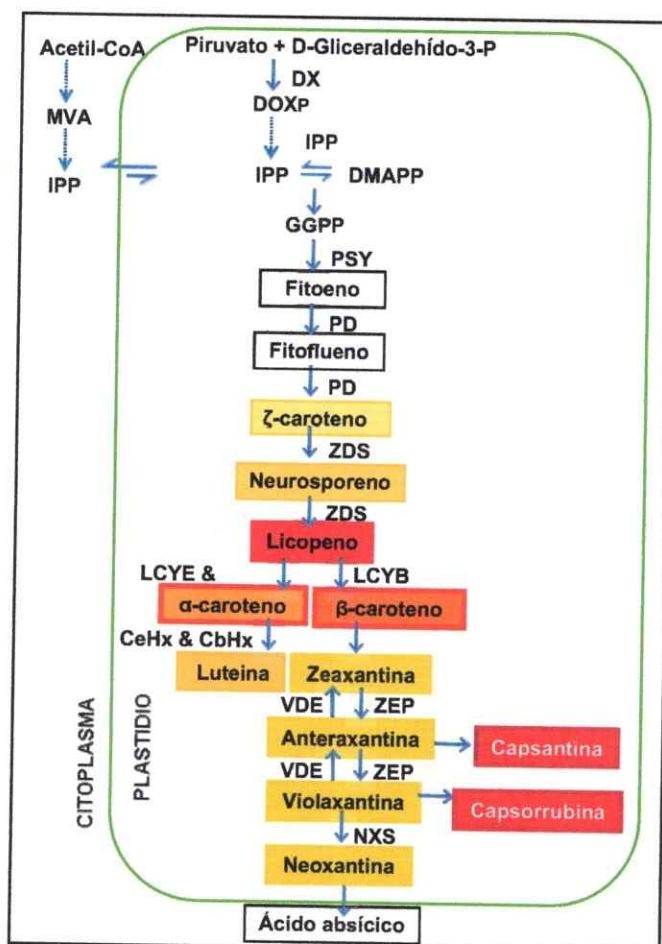 Acetil-CoA
Piruvato + D-Gliceraldehído-3-P
DX
MVA
DOXP
IPP
IPP
IPP
DMAPP
GGPP
PSY
Fitoeno
PD
Fitoflueno
PD
ζ-caroteno
ZDS
Neurosporeno
ZDS
Licopeno
LCYE &
LCYB
α-caroteno
β-caroteno
CeHx & CbHx
Luteina
Zeaxantina
VDE
ZEP
Anteraxantina
Capsantina
VDE
ZEP
Violaxantina
Capsorrubina
NXS
Neoxantina
Ácido absícico
CITOPLASMA
PLASTIDIO